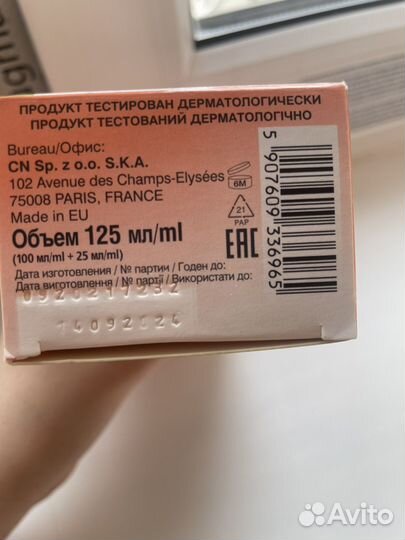 ПРОДУКТ ТЕСТИРОВАН ДЕРМАТОЛОГИЧЕСКИ
ПРОДУКТ ТЕСТОВАНИЙ ДЕРМАТОЛОГІЧНО
Bureau/Офис:
CN Sp. z o.o. S.K.A.
102 Avenue des Champs-Elysées
75008 PARIS, FRANCE
Made in EU
Объем 125 мл/ml
(100 мл/ml + 25 мл/ml)
Дата изготовления / № партии / Годен до:
Дата виготовлення / № партії / Використати до:
14092024
6M
21
PAP
EAC
5 907609 336965
Avito